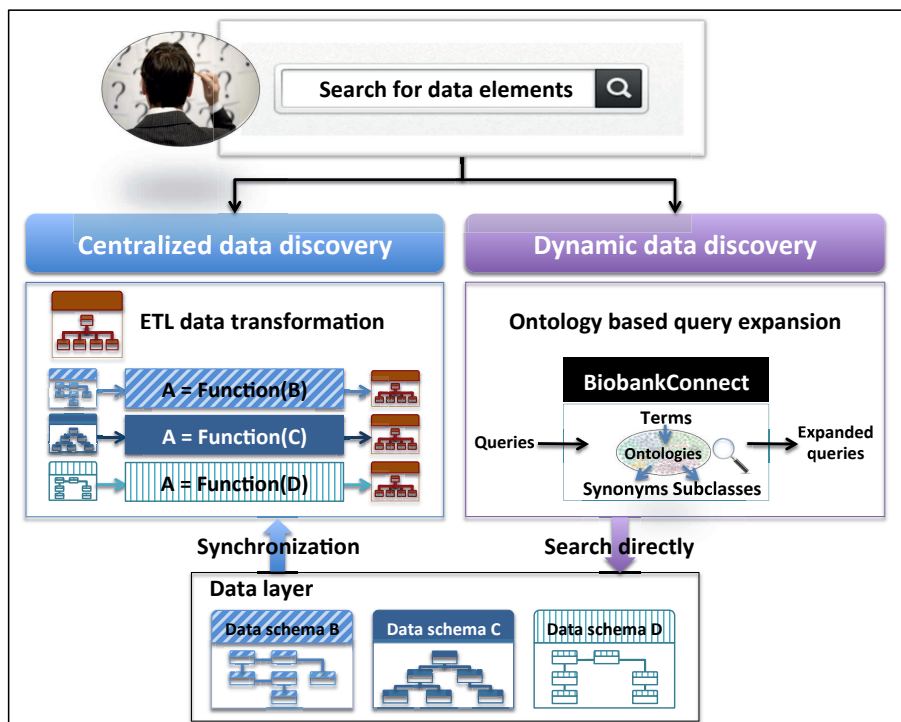 Search for data elements
Centralized data discovery
Dynamic data discovery
ETL data transformation
A = Function(B)
A = Function(C)
A = Function(D)
Ontology based query expansion
BiobankConnect
Terms
Queries
Ontologies
Expanded
queries
Synonyms Subclasses
Synchronization
Search directly
Data layer
Data schema B
Data schema C
Data schema D